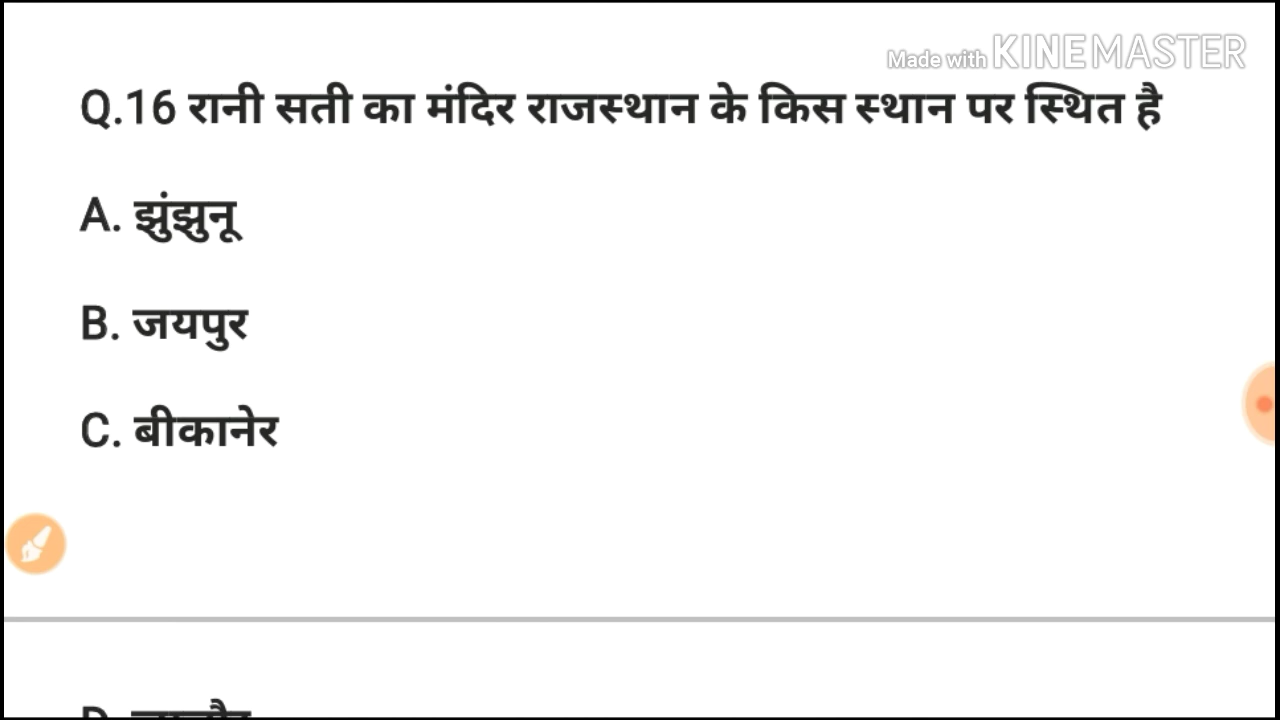 Made with KINEMASTER
Q.16 रानी सती का मंदिर राजस्थान के किस स्थान पर स्थित है
A. झुंझुनू
B. जयपुर
C. बीकानेर